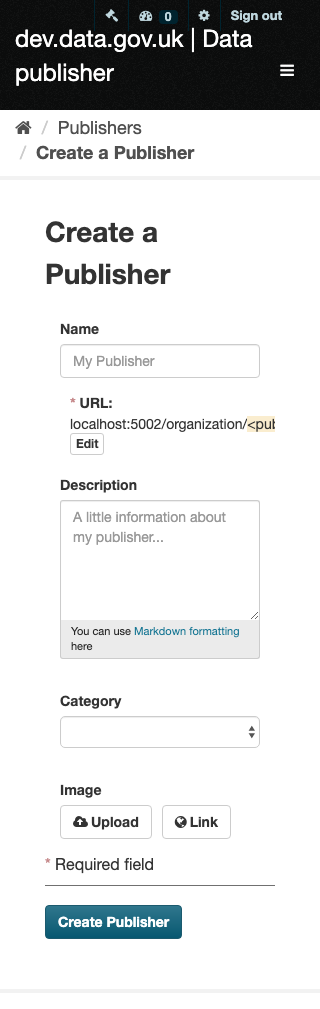 0 Sign out
dev.data.gov.uk | Data
publisher
/ Publishers
/ Create a Publisher
Create a
Publisher
Name
My Publisher
* URL:
localhost:5002/organization/<pub
Edit
Description
A little information about
my publisher...
You can use Markdown formatting
here
Category
Image
Upload Link
* Required field
Create Publisher